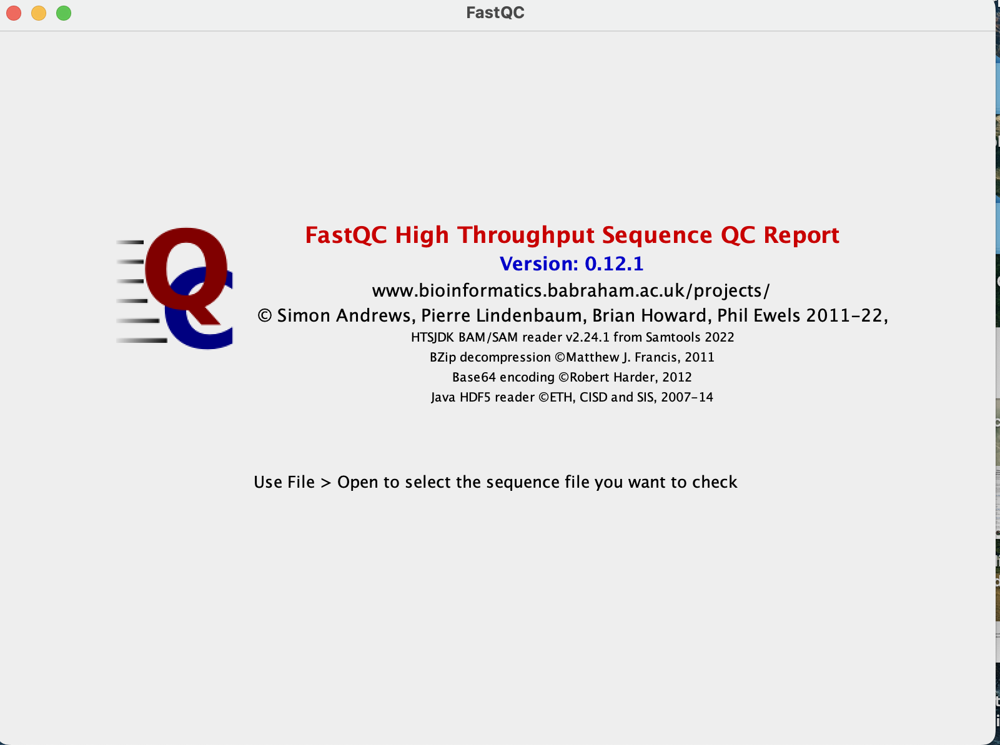 FastQC
QC
FastQC High Throughput Sequence QC Report
Version: 0.12.1
www.bioinformatics.babraham.ac.uk/projects/
© Simon Andrews, Pierre Lindenbaum, Brian Howard, Phil Ewels 2011-22,
HTSJDK BAM/SAM reader v2.24.1 from Samtools 2022
BZip decompression ©Matthew J. Francis, 2011
Base64 encoding ©Robert Harder, 2012
Java HDF5 reader ©ETH, CISD and SIS, 2007-14
Use File > Open to select the sequence file you want to check